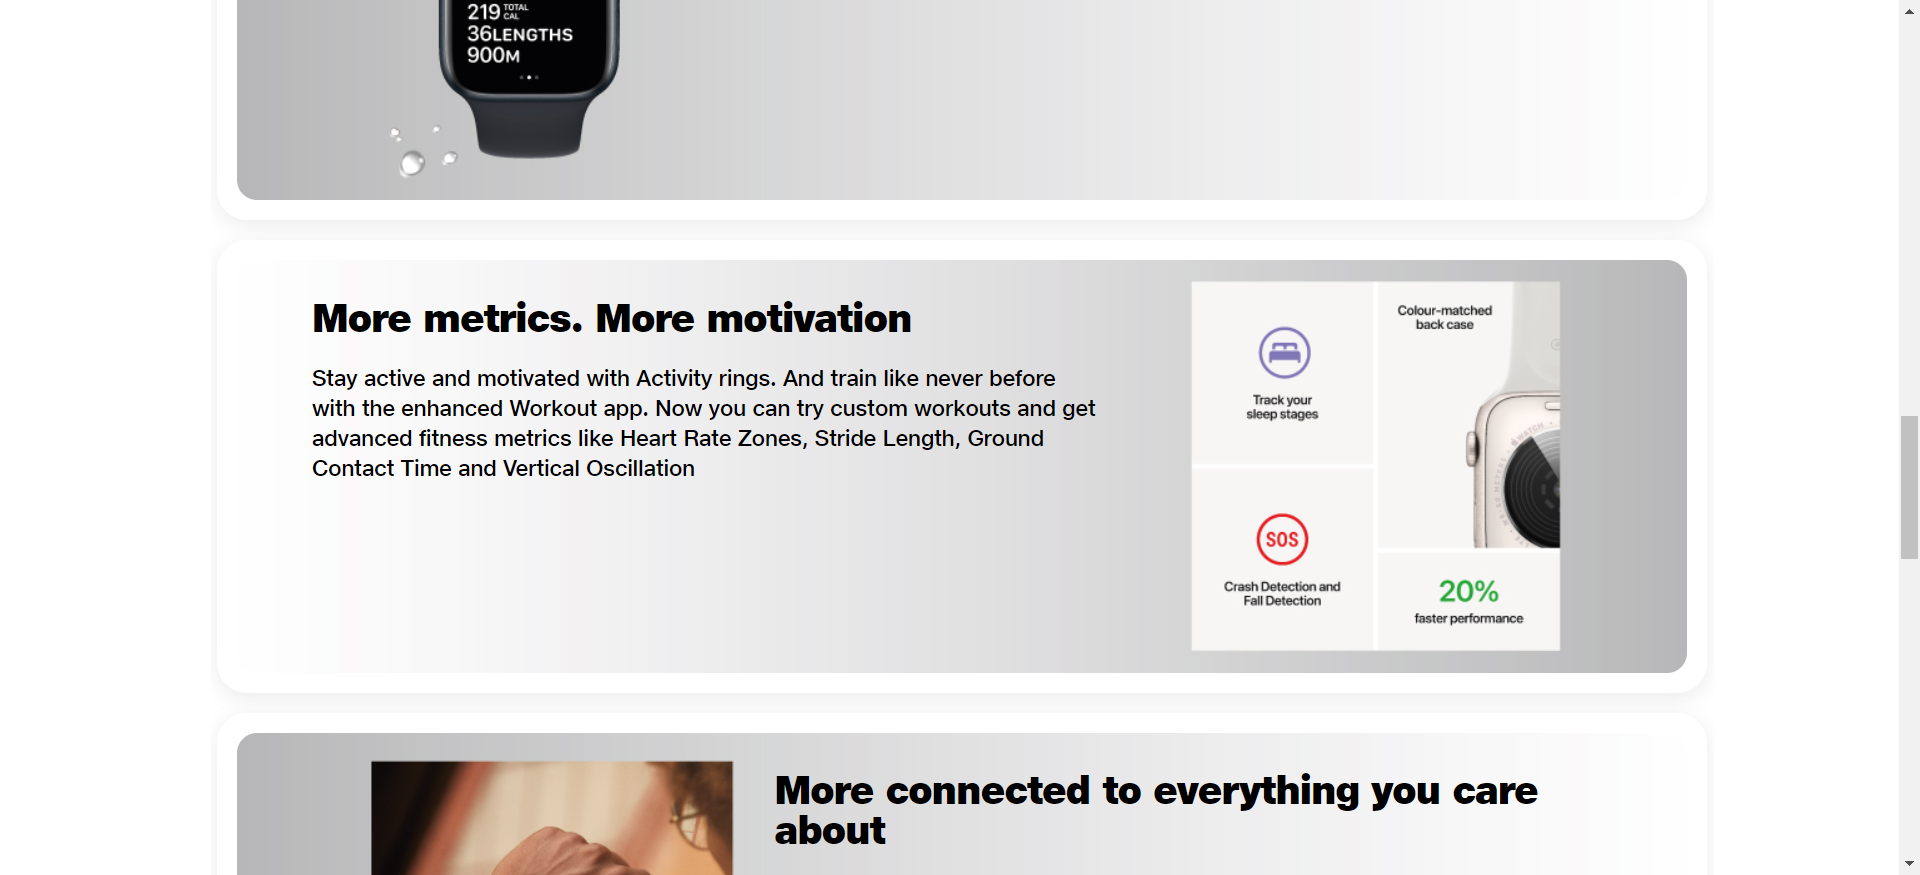 219 TOTAL CAL
36LENGTHS
900M
More metrics. More motivation
Stay active and motivated with Activity rings. And train like never before
with the enhanced Workout app. Now you can try custom workouts and get
advanced fitness metrics like Heart Rate Zones, Stride Length, Ground
Contact Time and Vertical Oscillation
Track your
sleep stages
Colour-matched
back case
WATCH
SOS
Crash Detection and
Fall Detection
20%
faster performance
More connected to everything you care
about